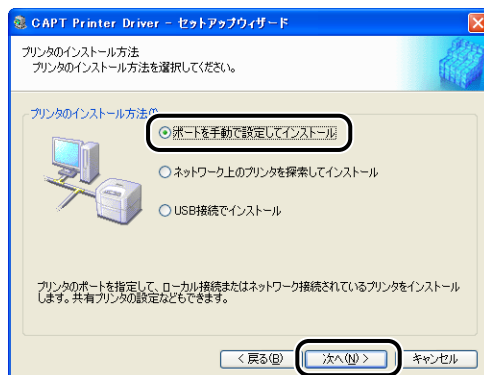 CAPT Printer Driver - セットアップウィザード
プリンタのインストール方法
プリンタのインストール方法を選択してください。
プリンタのインストール方法(I)
ポートを手動で設定してインストール
ネットワーク上のプリンタを探索してインストール
USB接続でインストール
プリンタのポートを指定して、ローカル接続またはネットワーク接続されているプリンタをインストール
します。共有プリンタの設定などもできます。
< 戻る(B)
次へ(N) >
キャンセル